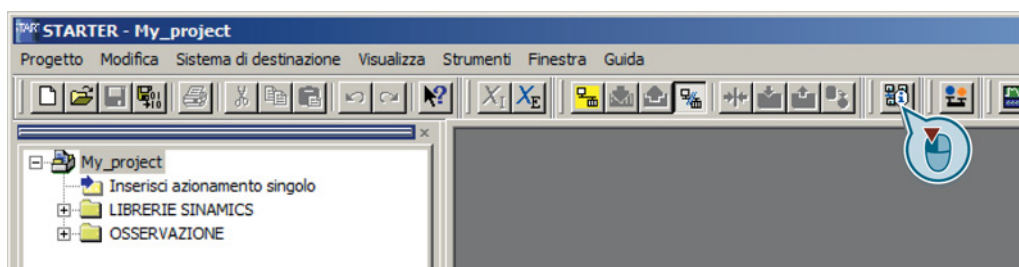 STARTER - My_project
Progetto Modifica Sistema di destinazione Visualizza Strumenti Finestra Guida
My_project
Inserisci azionamento singolo
LIBRERIE SINAMICS
OSSERVAZIONE